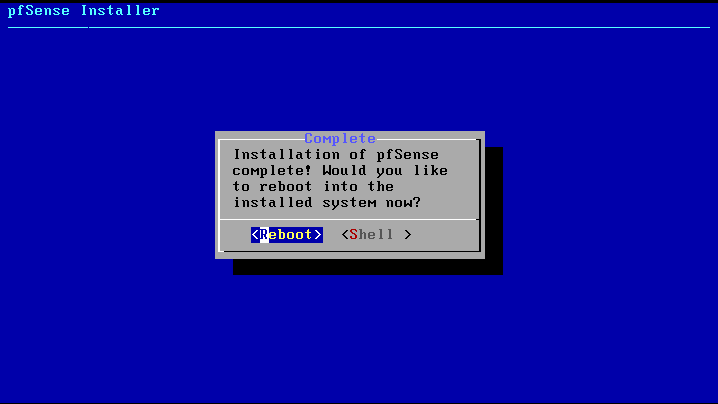 pfSense Installer
Complete
Installation of pfSense
complete! Would you like
to reboot into the
installed system now?
<Reboot> <Shell >